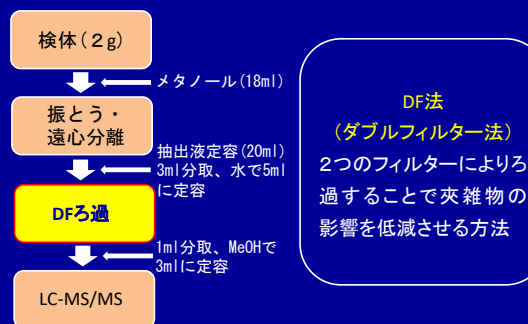 検体（２g）
メタノール(18ml)
振とう・
遠心分離
抽出液定容(20ml)
3ml分取、水で5ml
に定容
DFろ過
1ml分取、MeOHで
3mlに定容
LC-MS/MS
DF法
（ダブルフィルター法）
２つのフィルターによりろ
過することで夾雑物の
影響を低減させる方法